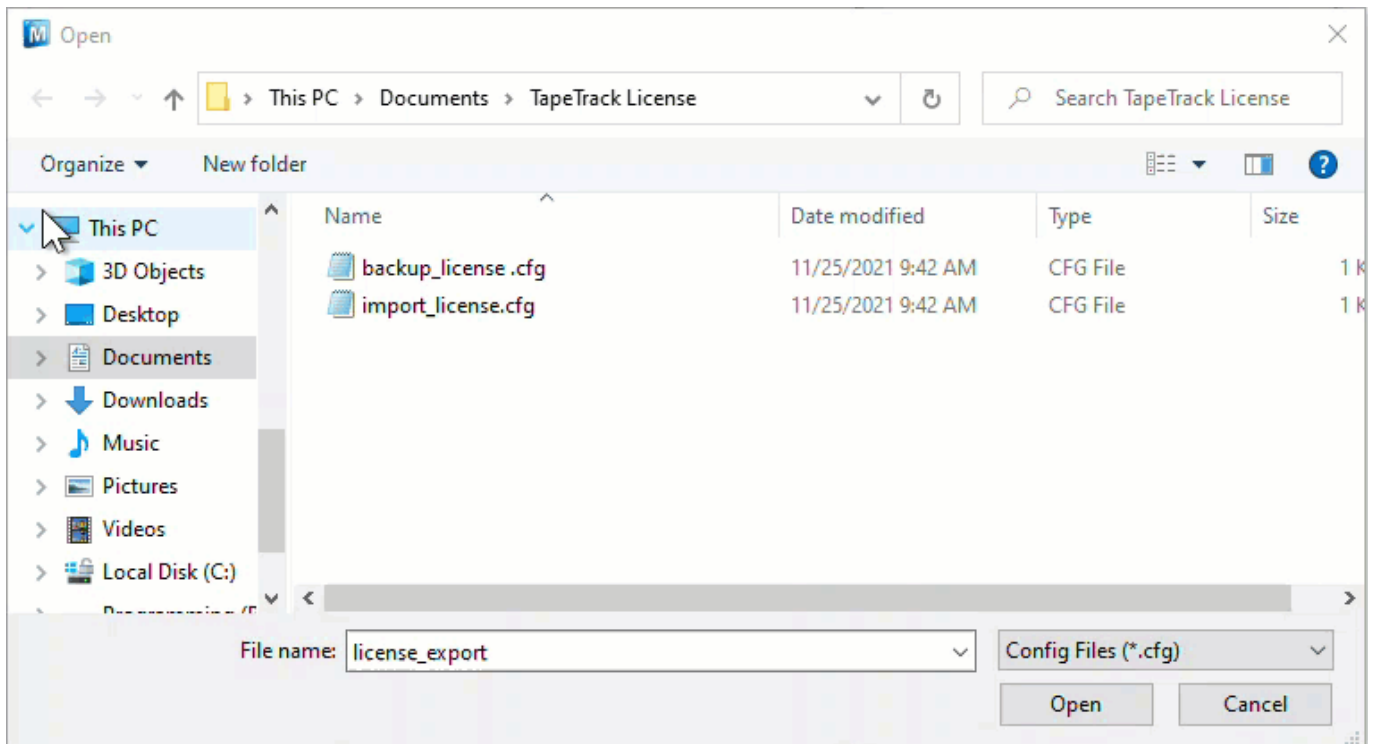 M Open
This PC > Documents > TapeTrack License
Search TapeTrack License
Organize
New folder
?
Name
Date modified
Type
Size
This PC
3D Objects
Desktop
Documents
Downloads
Music
Pictures
Videos
Local Disk (C:)
backup_license .cfg 11/25/2021 9:42 AM CFG File 1 K
import_license.cfg 11/25/2021 9:42 AM CFG File 1 K
File name: license_export
Config Files (*.cfg)
Open
Cancel